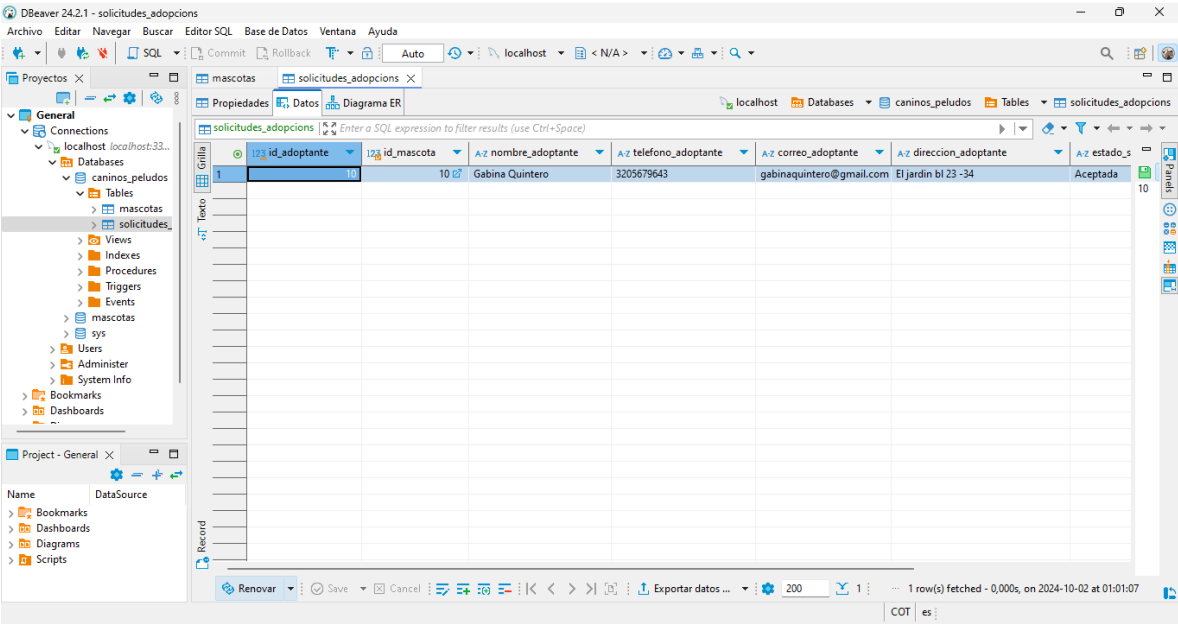 DBeaver 24.2.1 - solicitudes_adopcions
Archivo Editar Navegar Buscar Editor SQL Base de Datos Ventana Ayuda
SQL Commit Rollback Auto localhost < N/A >
Proyectos mascotas solicitudes_adopcions
Propiedades Datos Diagrama ER localhost Databases caninos_peludos Tables solicitudes_adopcions
solicitudes_adopcions Enter a SQL expression to filter results (use Ctrl+Space)
General
Connections
localhost localhost:33...
Databases
caninos_peludos
Tables
mascotas
solicitudes_
Views
Indexes
Procedures
Triggers
Events
mascotas
sys
Users
Administer
System Info
Bookmarks
Dashboards
Grilla
Texto
Record
123 id_adoptante 123 id_mascota A-Z nombre_adoptante A-Z telefono_adoptante A-Z correo_adoptante A-Z direccion_adoptante A-Z estado_s
1 10 10 Gabina Quintero 3205679643 gabinaquintero@gmail.com El jardin bl 23 -34 Aceptada
10
Panels
Project - General
Name DataSource
Bookmarks
Dashboards
Diagrams
Scripts
Renovar Save Cancel Exportar datos ... 200 1 ··· 1 row(s) fetched - 0,000s, on 2024-10-02 at 01:01:07
COT es